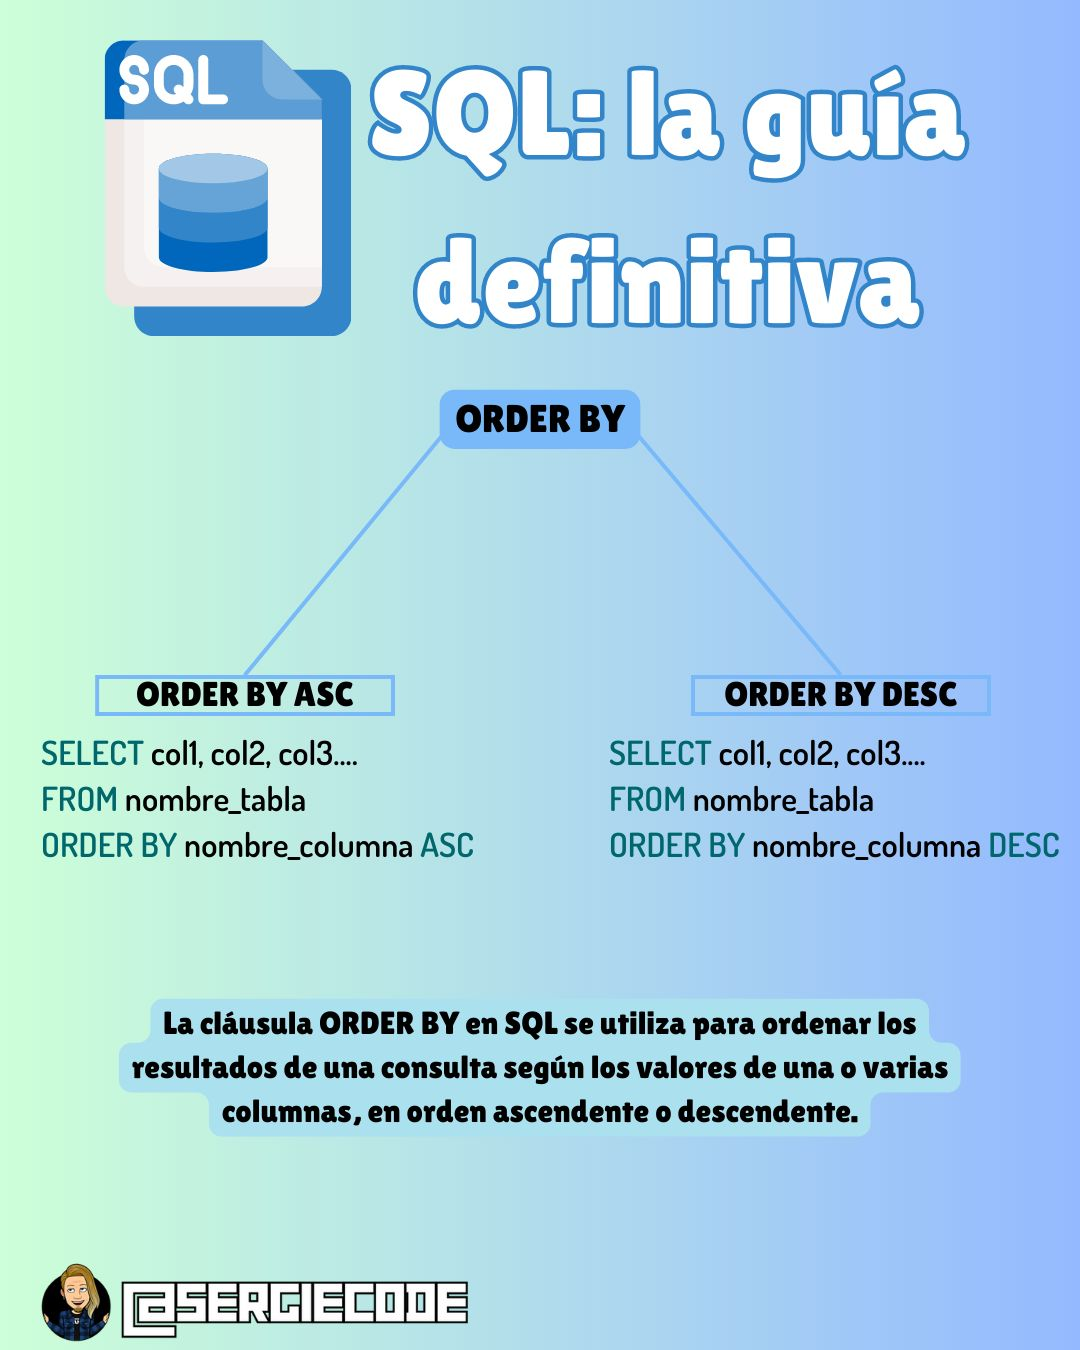 SQL
SQL: la guía
definitiva
ORDER BY
ORDER BY ASC
SELECT col1, col2, col3....
FROM nombre_tabla
ORDER BY nombre_columna ASC
ORDER BY DESC
SELECT col1, col2, col3....
FROM nombre_tabla
ORDER BY nombre_columna DESC
La cláusula ORDER BY en SQL se utiliza para ordenar los
resultados de una consulta según los valores de una o varias
columnas, en orden ascendente o descendente.
@SERGIECODE